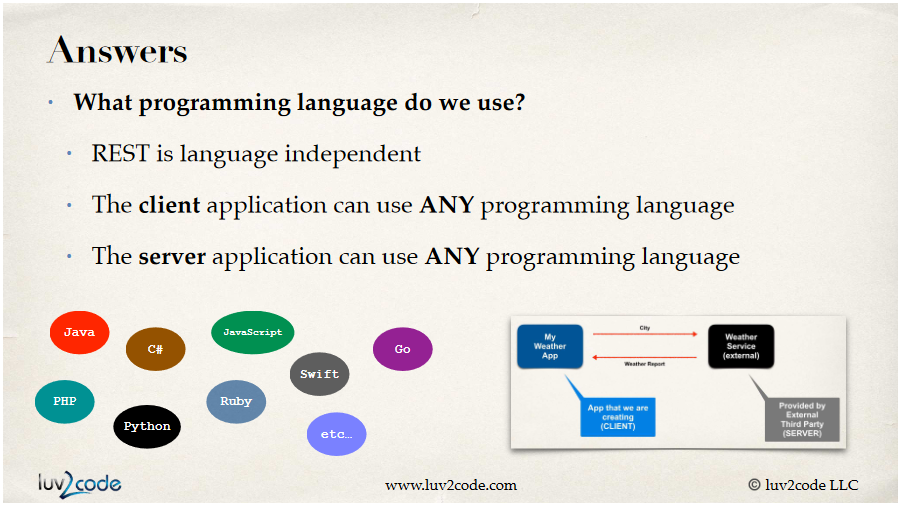 Answers
What programming language do we use?
REST is language independent
The client application can use ANY programming language
The server application can use ANY programming language
Java
C#
JavaScript
Swift
Go
PHP
Python
Ruby
etc…
My
Weather
App
City
Weather Report
Weather
Service
(external)
App that we are
creating
(CLIENT)
Provided by
External
Third Party
(SERVER)
luv2code
www.luv2code.com
© luv2code LLC